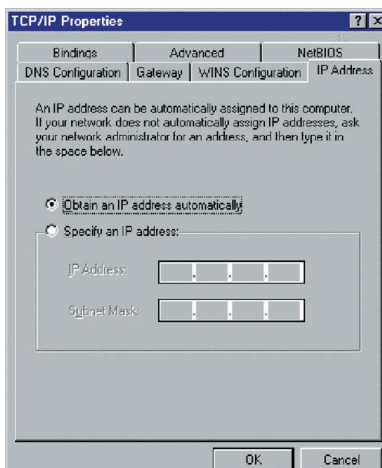 TCP/IP Properties
? ×
Bindings Advanced NetBIOS
DNS Configuration Gateway WINS Configuration IP Address
An IP address can be automatically assigned to this computer.
If your network does not automatically assign IP addresses, ask
your network administrator for an address, and then type it in
the space below.
Obtain an IP address automatically
Specify an IP address:
IP Address:
Subnet Mask:
OK Cancel